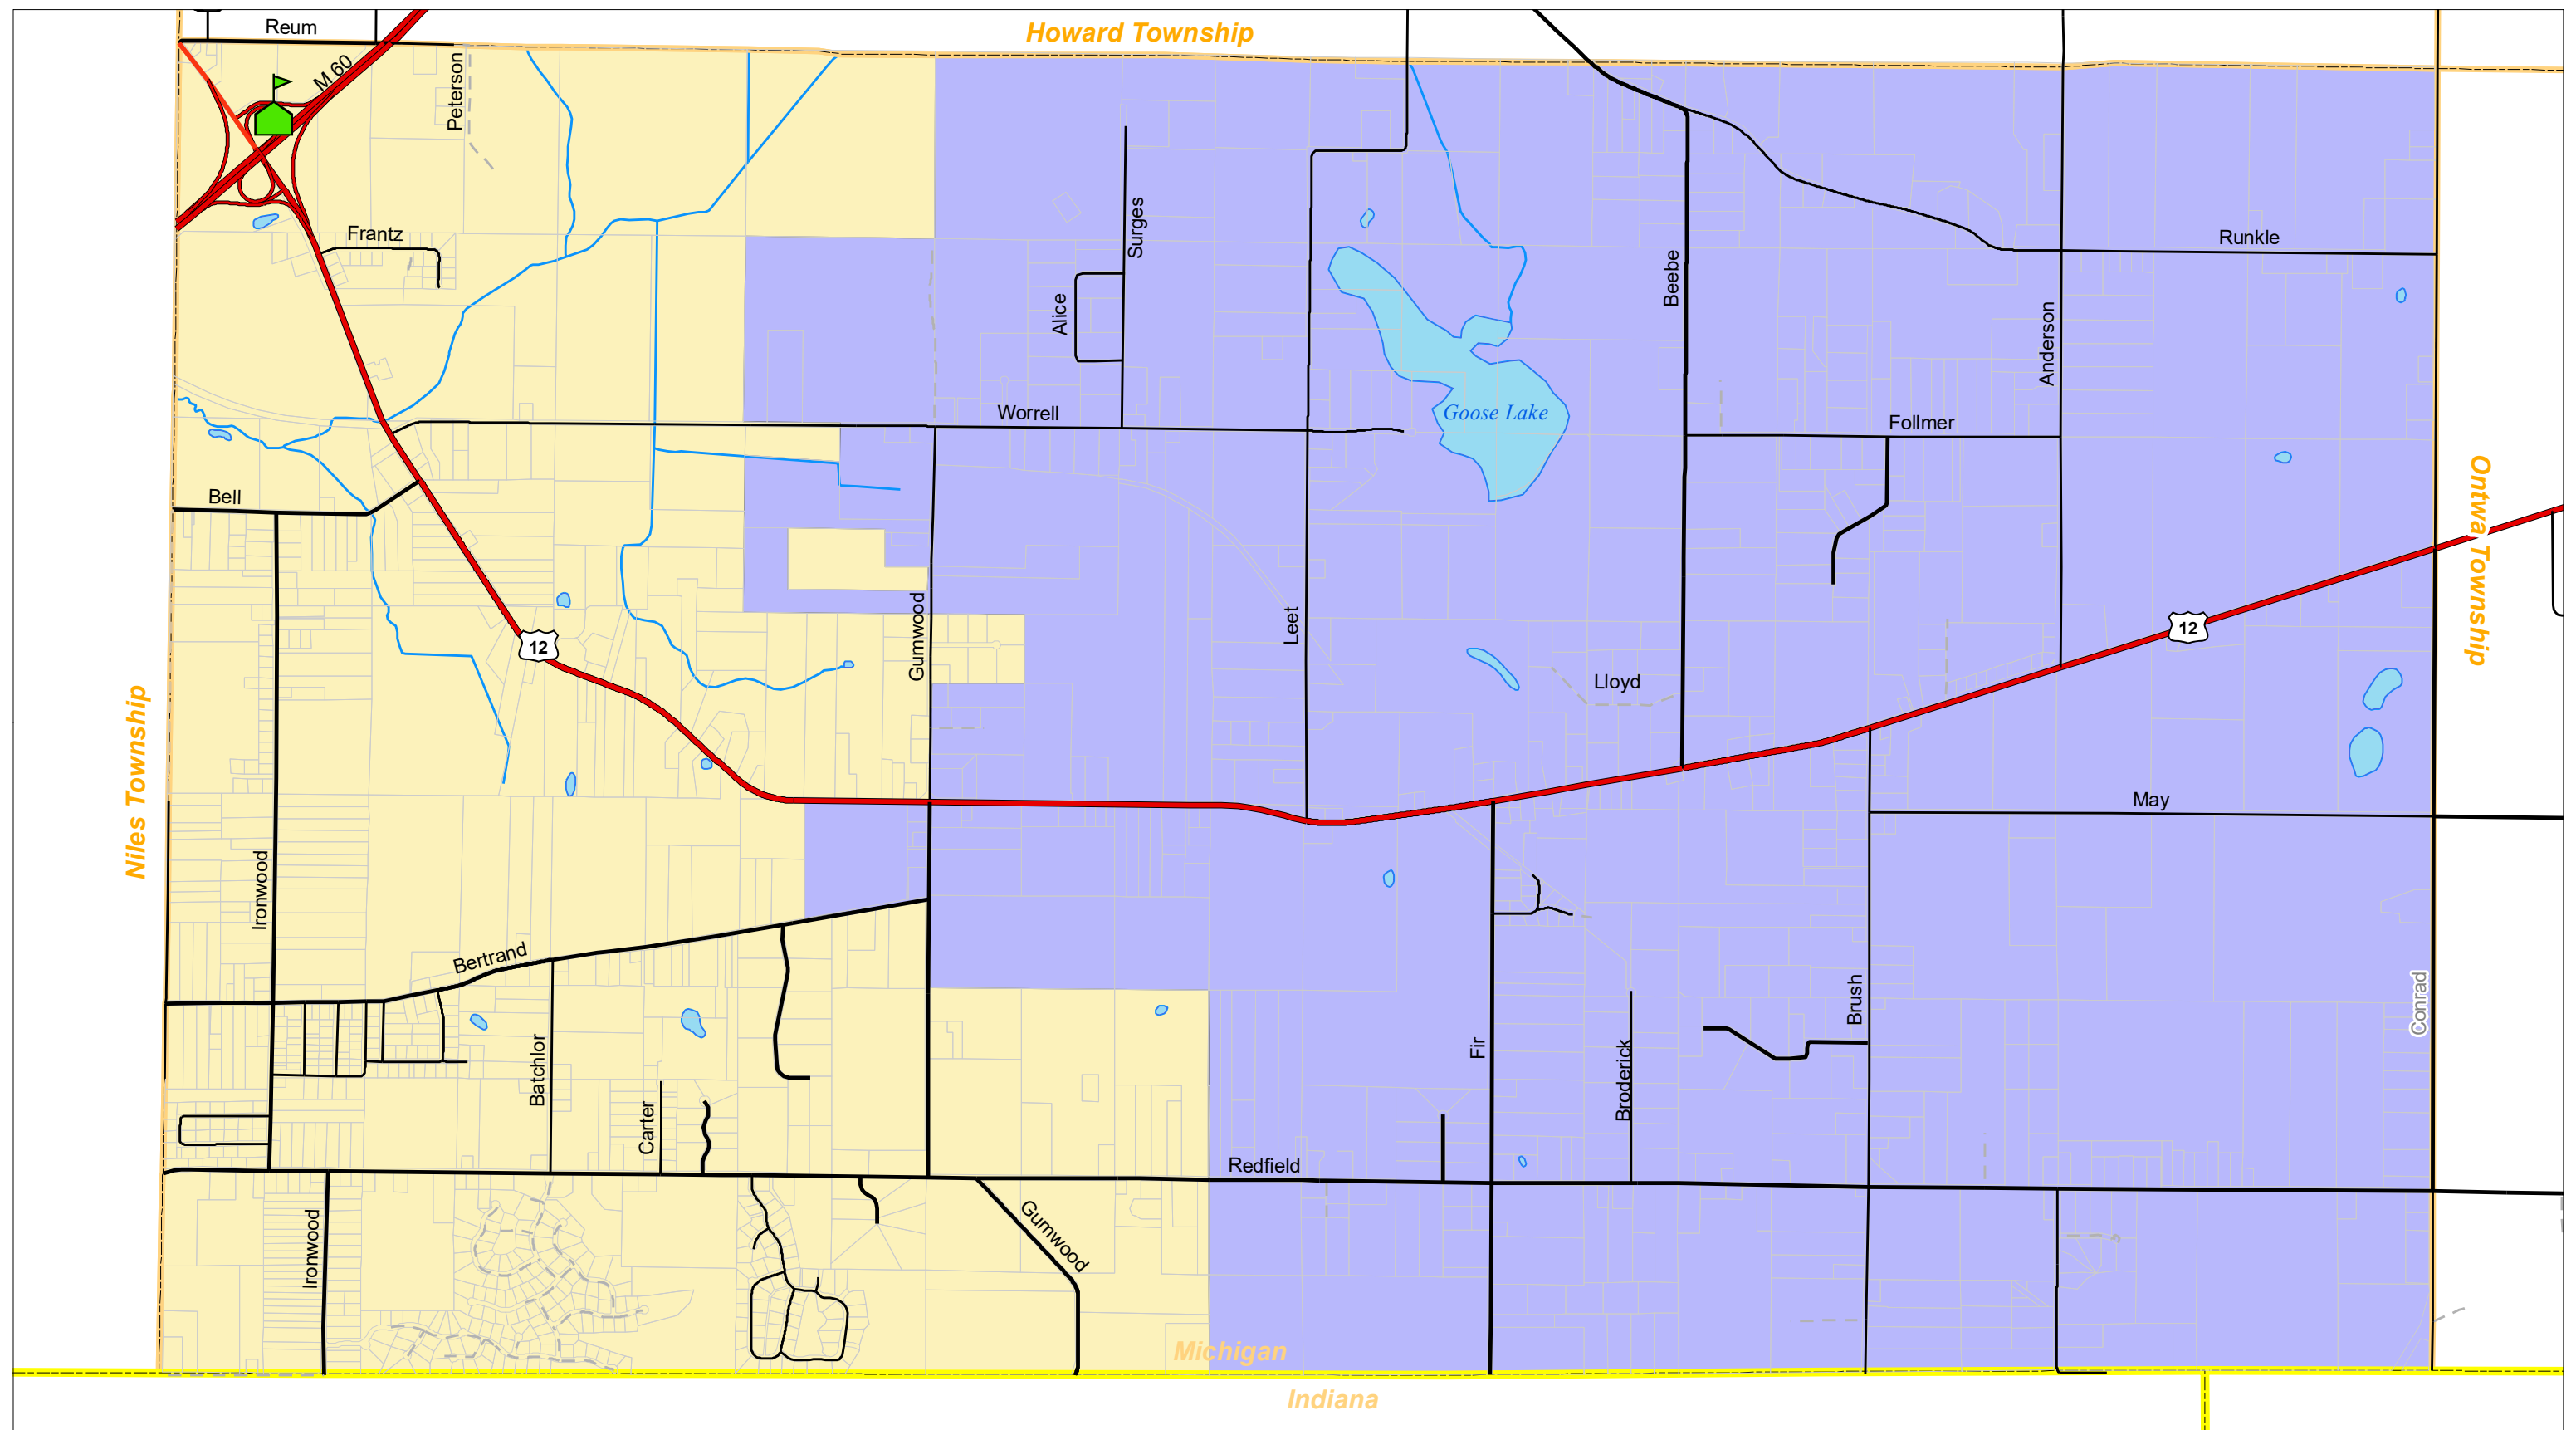 Reum
Howard Township
M 60
Peterson
Frantz
Surges
Runkle
Beebe
Alice
Anderson
Worrell
Goose Lake
Follmer
Bell
Ontwa Township
Gumwood
Leet
12
12
Lloyd
Niles Township
May
Ironwood
Bertrand
Brush
Conrad
Batchlor
Fir
Broderick
Carter
Redfield
Ironwood
Gumwood
Michigan
Indiana